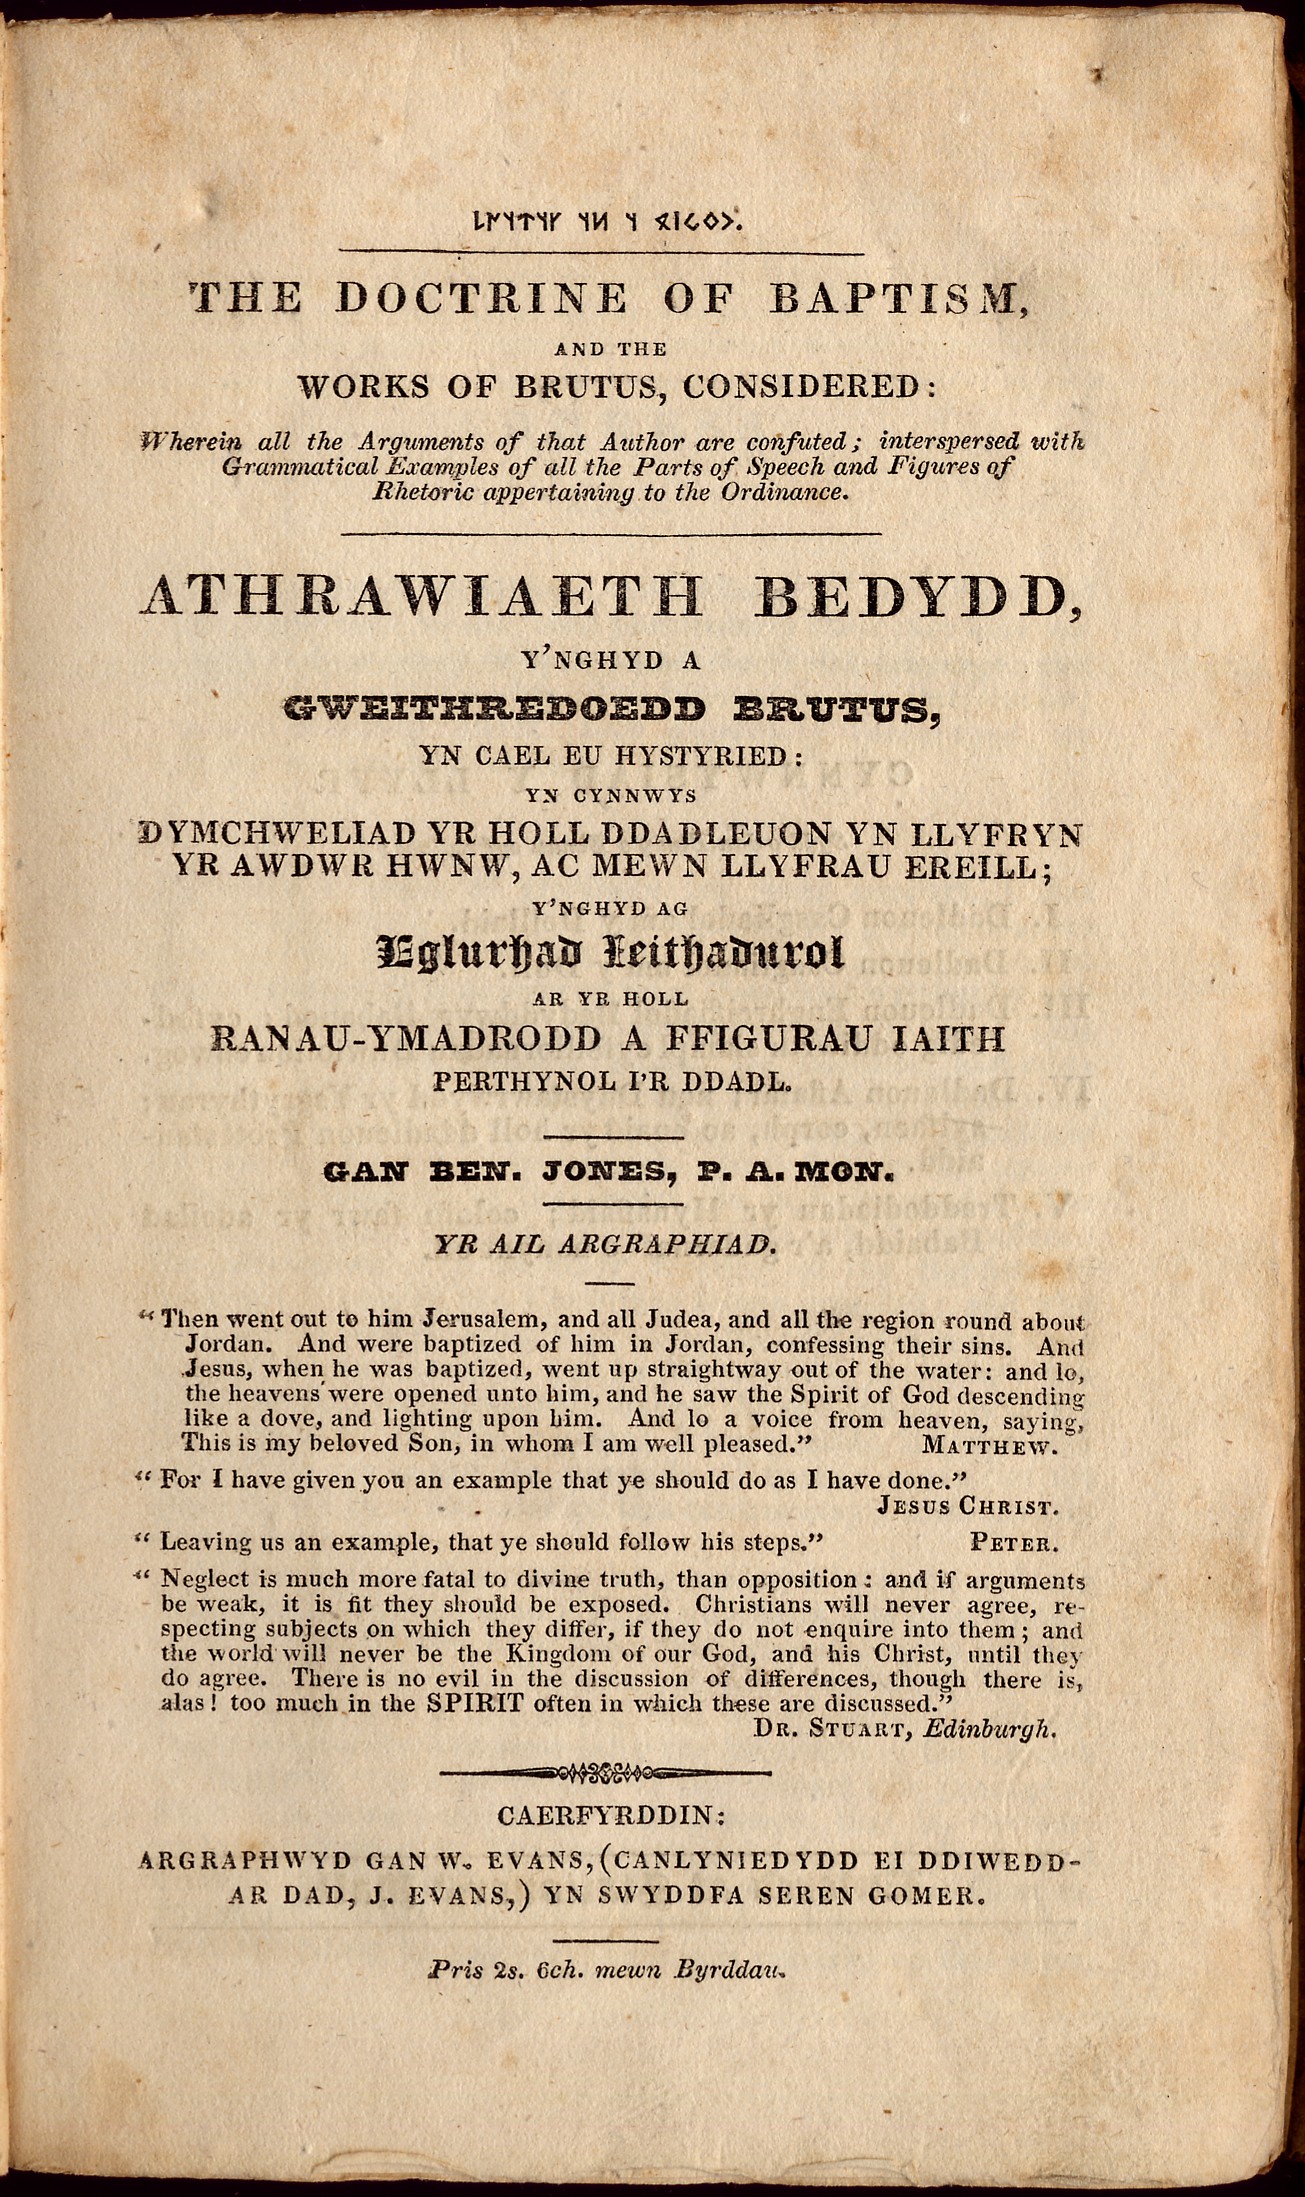 THE DOCTRINE OF BAPTISM,
AND THE
WORKS OF BRUTUS, CONSIDERED:
Wherein all the Arguments of that Author are confuted; interspersed with
Grammatical Examples of all the Parts of Speech and Figures of
Rhetoric appertaining to the Ordinance.
ATHRAWIAETH BEDYDD,
Y'NGHYD A
GWEITHREDOEDD BRUTUS,
YN CAEL EU HYSTYRIED:
YN CYNNWYS
DYMCHWELIAD YR HOLL DDADLEUON YN LLYFRYN
YR AWDWR HWNW, AC MEWN LLYFRAU EREILL;
Y'NGHYD AG
Eglurhad Ieithadurol
AR YR HOLL
RANAU-YMADRODD A FFIGURAU IAITH
PERTHYNOL I'R DDADL.
GAN BEN. JONES, P. A. MON.
YR AIL ARGRAPHIAD.
"Then went out to him Jerusalem, and all Judea, and all the region round about
Jordan. And were baptized of him in Jordan, confessing their sins. And
Jesus, when he was baptized, went up straightway out of the water: and lo,
the heavens were opened unto him, and he saw the Spirit of God descending
like a dove, and lighting upon him. And lo a voice from heaven, saying,
This is my beloved Son, in whom I am well pleased." MATTHEW.
"For I have given you an example that ye should do as I have done."
JESUS CHRIST.
"Leaving us an example, that ye should follow his steps." PETER.
"Neglect is much more fatal to divine truth, than opposition: and if arguments
be weak, it is fit they should be exposed. Christians will never agree, re-
specting subjects on which they differ, if they do not enquire into them; and
the world will never be the Kingdom of our God, and his Christ, until they
do agree. There is no evil in the discussion of differences, though there is,
alas! too much in the SPIRIT often in which these are discussed."
DR. STUART, Edinburgh.
CAERFYRDDIN:
ARGRAPHWYD GAN W. EVANS, (CANLYNIEDYDD EI DDIWEDD-
AR DAD, J. EVANS,) YN SWYDDFA SEREN GOMER.
Pris 2s. 6ch. mewn Byrddau.